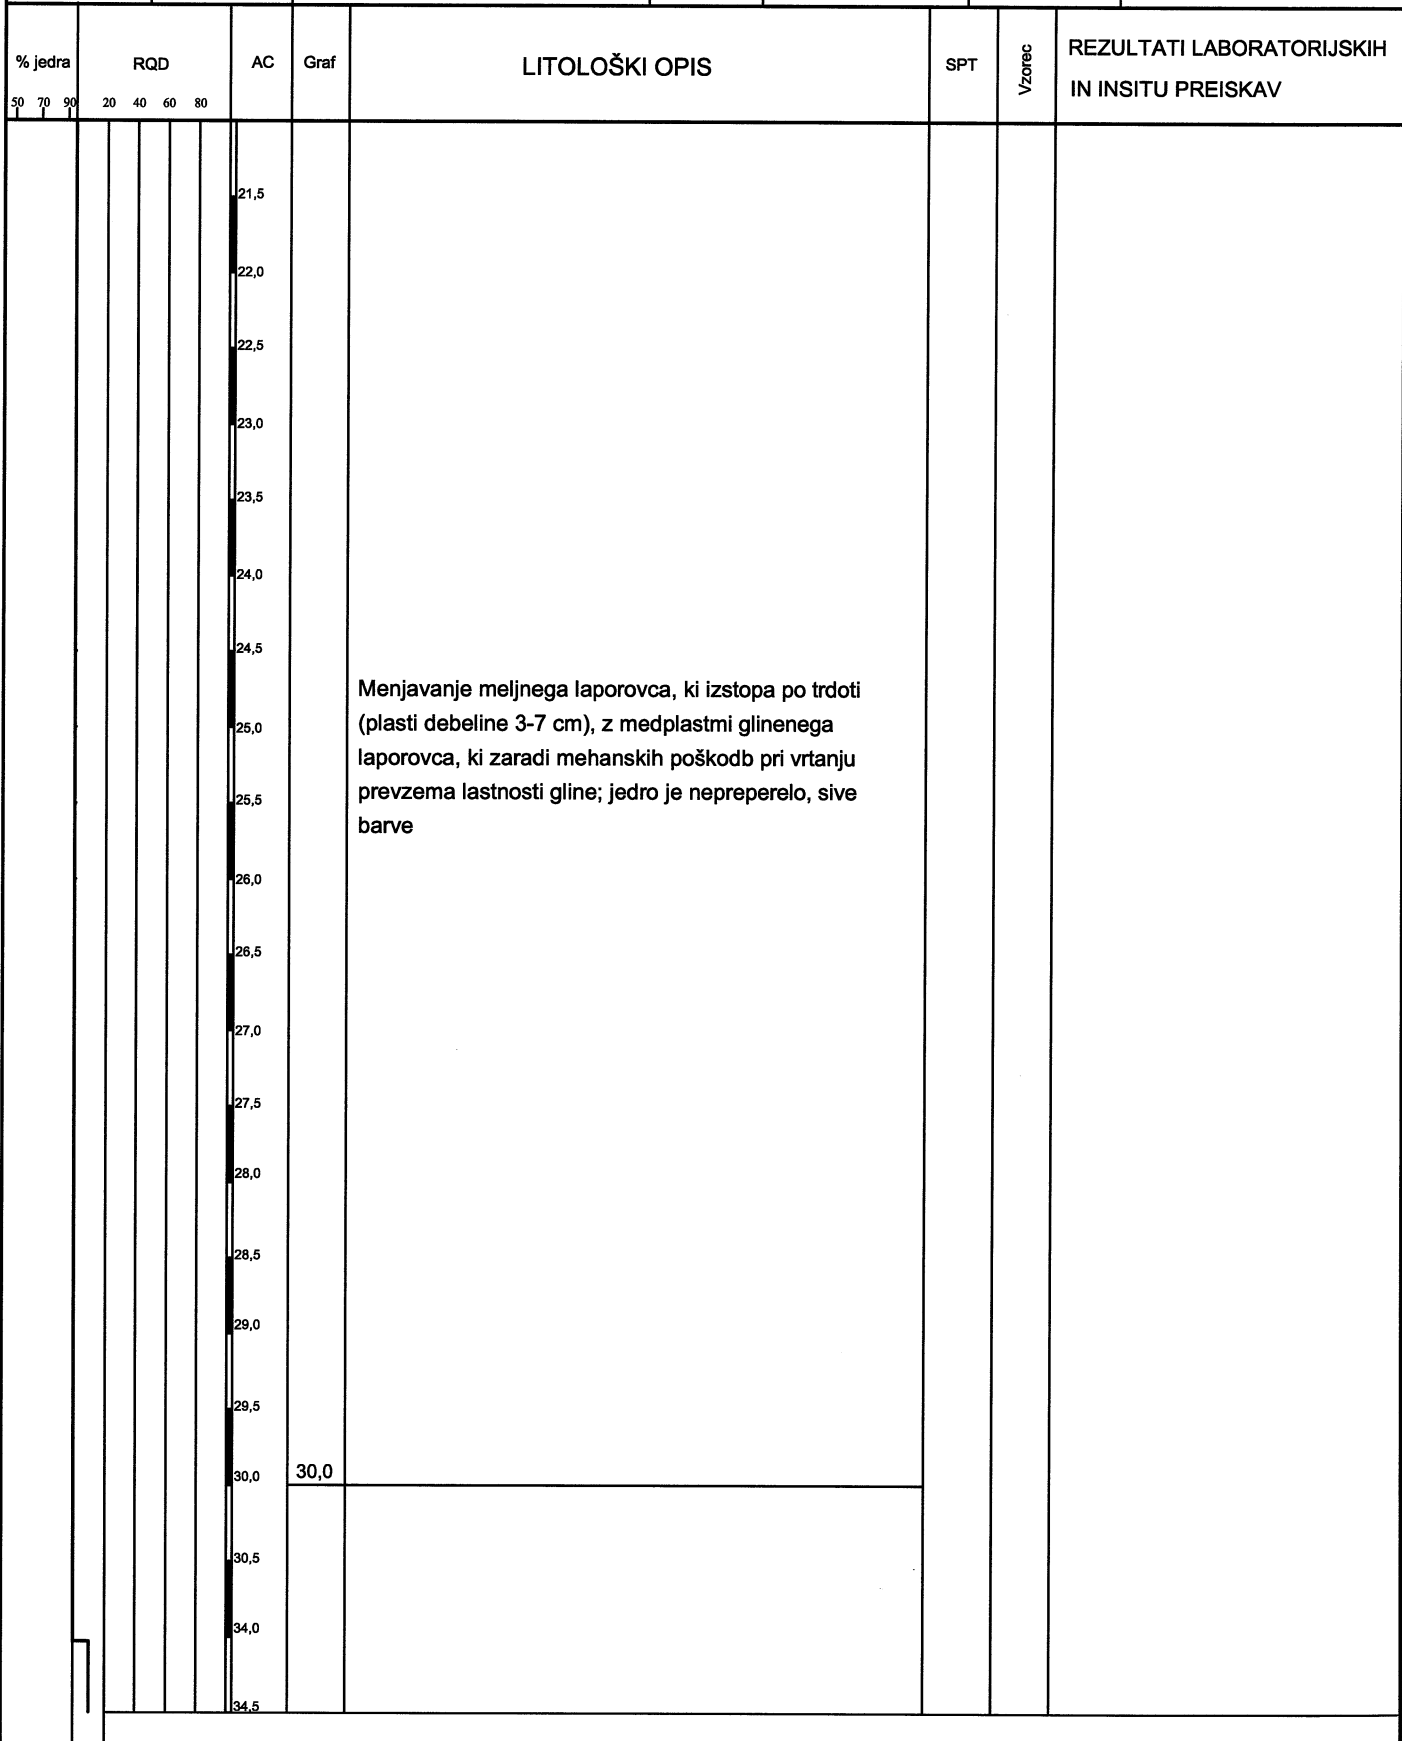 % jedra
RQD
AC
Graf
LITOLOŠKI OPIS
SPT
Vzorec
REZULTATI LABORATORIJSKIH
IN INSITU PREISKAV
50 70 90
20 40 60 80
21,5
22,0
22,5
23,0
23,5
24,0
24,5
Menjavanje meljnega laporovca, ki izstopa po trdoti
(plasti debeline 3-7 cm), z medplastmi glinenega
25,0
laporovca, ki zaradi mehanskih poškodb pri vrtanju
prevzema lastnosti gline; jedro je nepreperelo, sive
25,5
barve
26,0
26,5
27,0
27,5
28,0
28,5
29,0
29,5
30,0
30,0
30,5
34,0
34,5